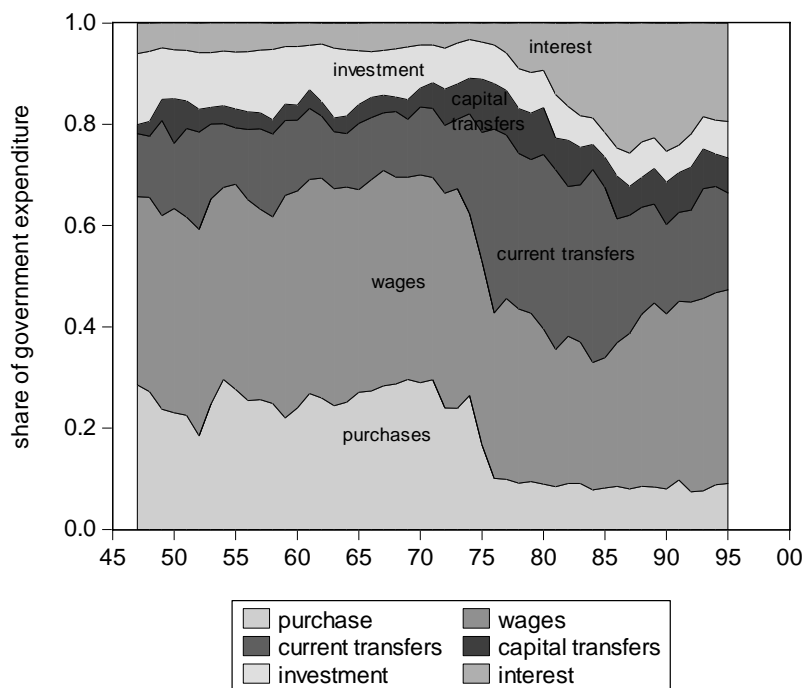 1.0
interest
investment
0.8
capital
transfers
share of government expenditure
0.6
current transfers
wages
0.4
0.2
purchases
0.0
45 50 55 60 65 70 75 80 85 90 95 00
purchase wages
current transfers capital transfers
investment interest